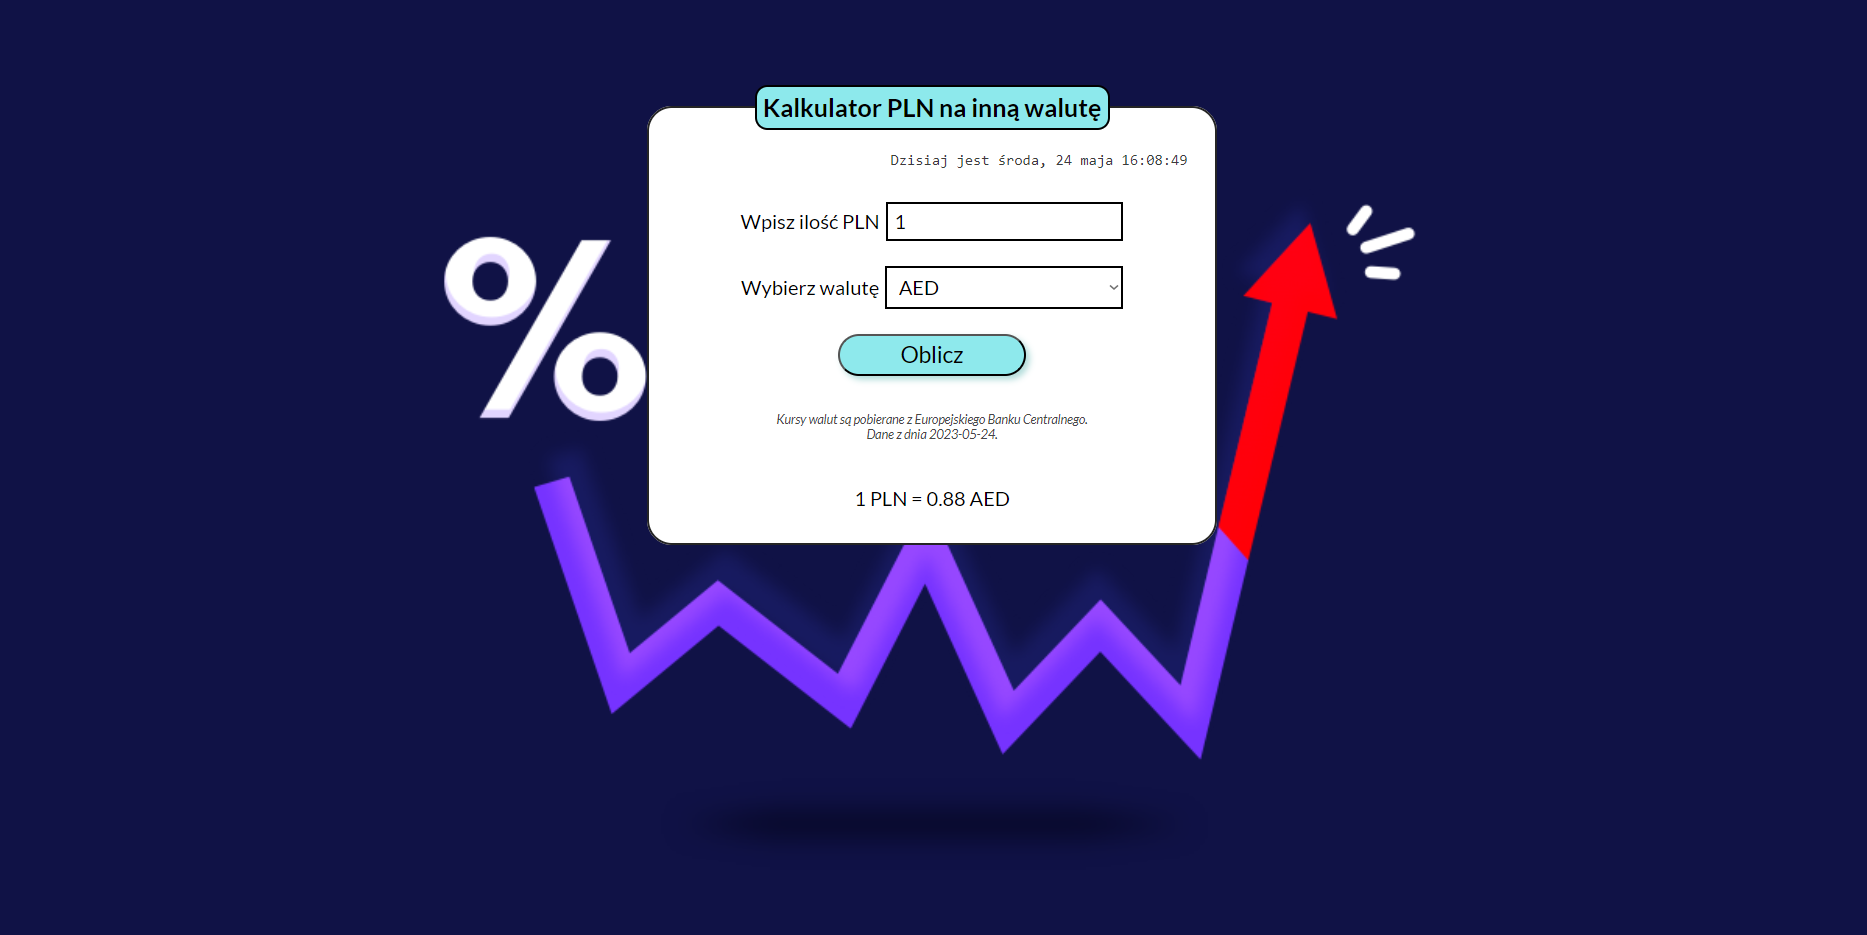 Kalkulator PLN na inną walutę
Dzisiaj jest środa, 24 maja 16:08:49
%
Wpisz ilość PLN 1
Wybierz walutę AED
Oblicz
Kursy walut są pobierane z Europejskiego Banku Centralnego.
Dane z dnia 2023-05-24.
1 PLN = 0.88 AED